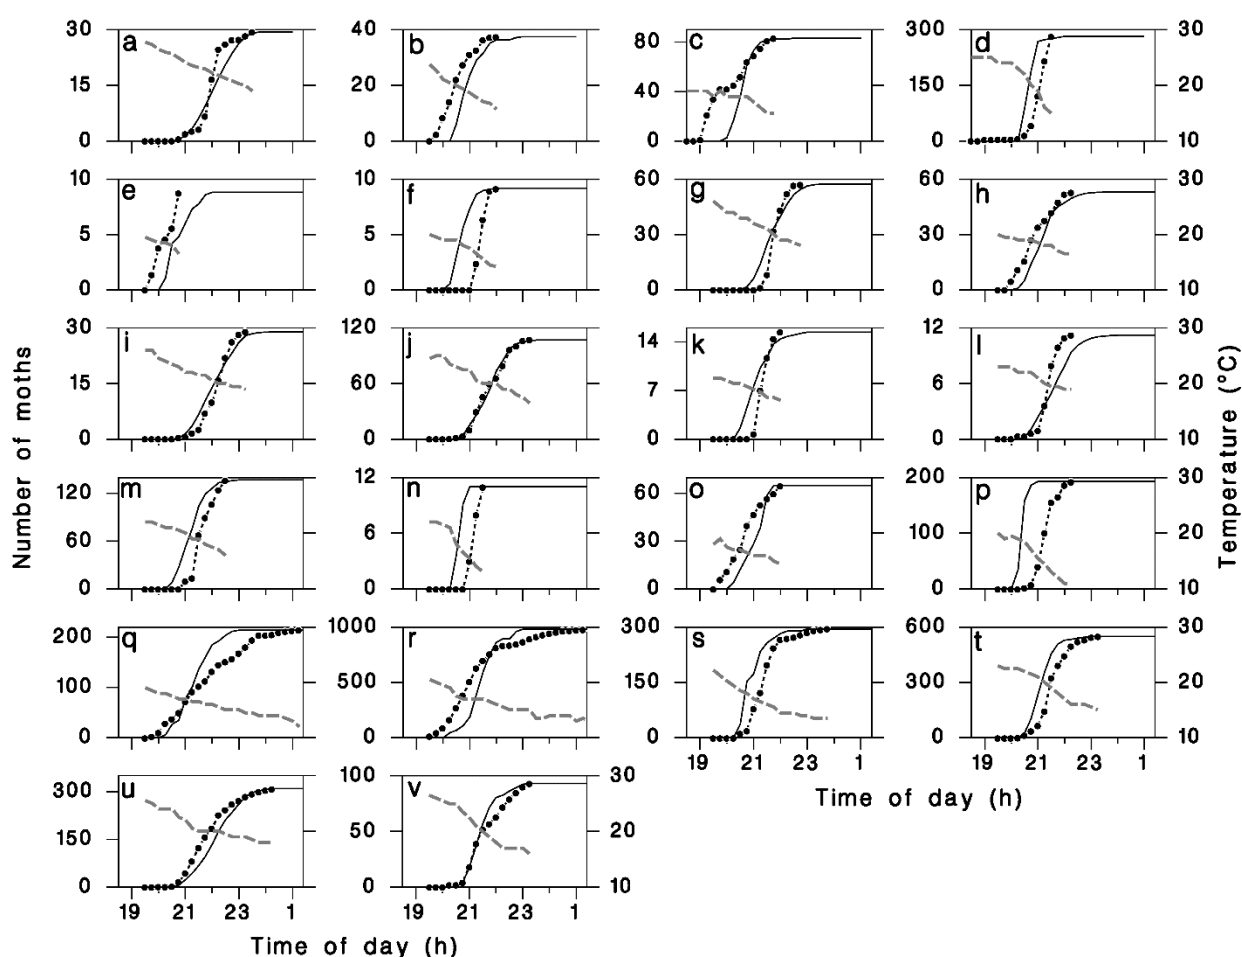 30 a 40 b 80 c 300 d 30
15 20 40 150 20
0 0 0 0 10
10 e 10 f 60 g 60 h 30
5 5 30 30 20
0 0 0 0 10
30 i 120 j 14 k 12 l 30
15 60 7 6 20
0 0 0 0 10
Number of moths
Temperature (°C)
120 m 12 n 60 o 200 p 30
60 6 30 100 20
0 0 0 0 10
200 q 1000 r 300 s 600 t 30
100 500 150 300 20
0 0 0 0 10
19 21 23 1 19 21 23 1
300 u 100 v 30
Time of day (h)
150 50 20
0 0 10
19 21 23 1 19 21 23 1
Time of day (h)